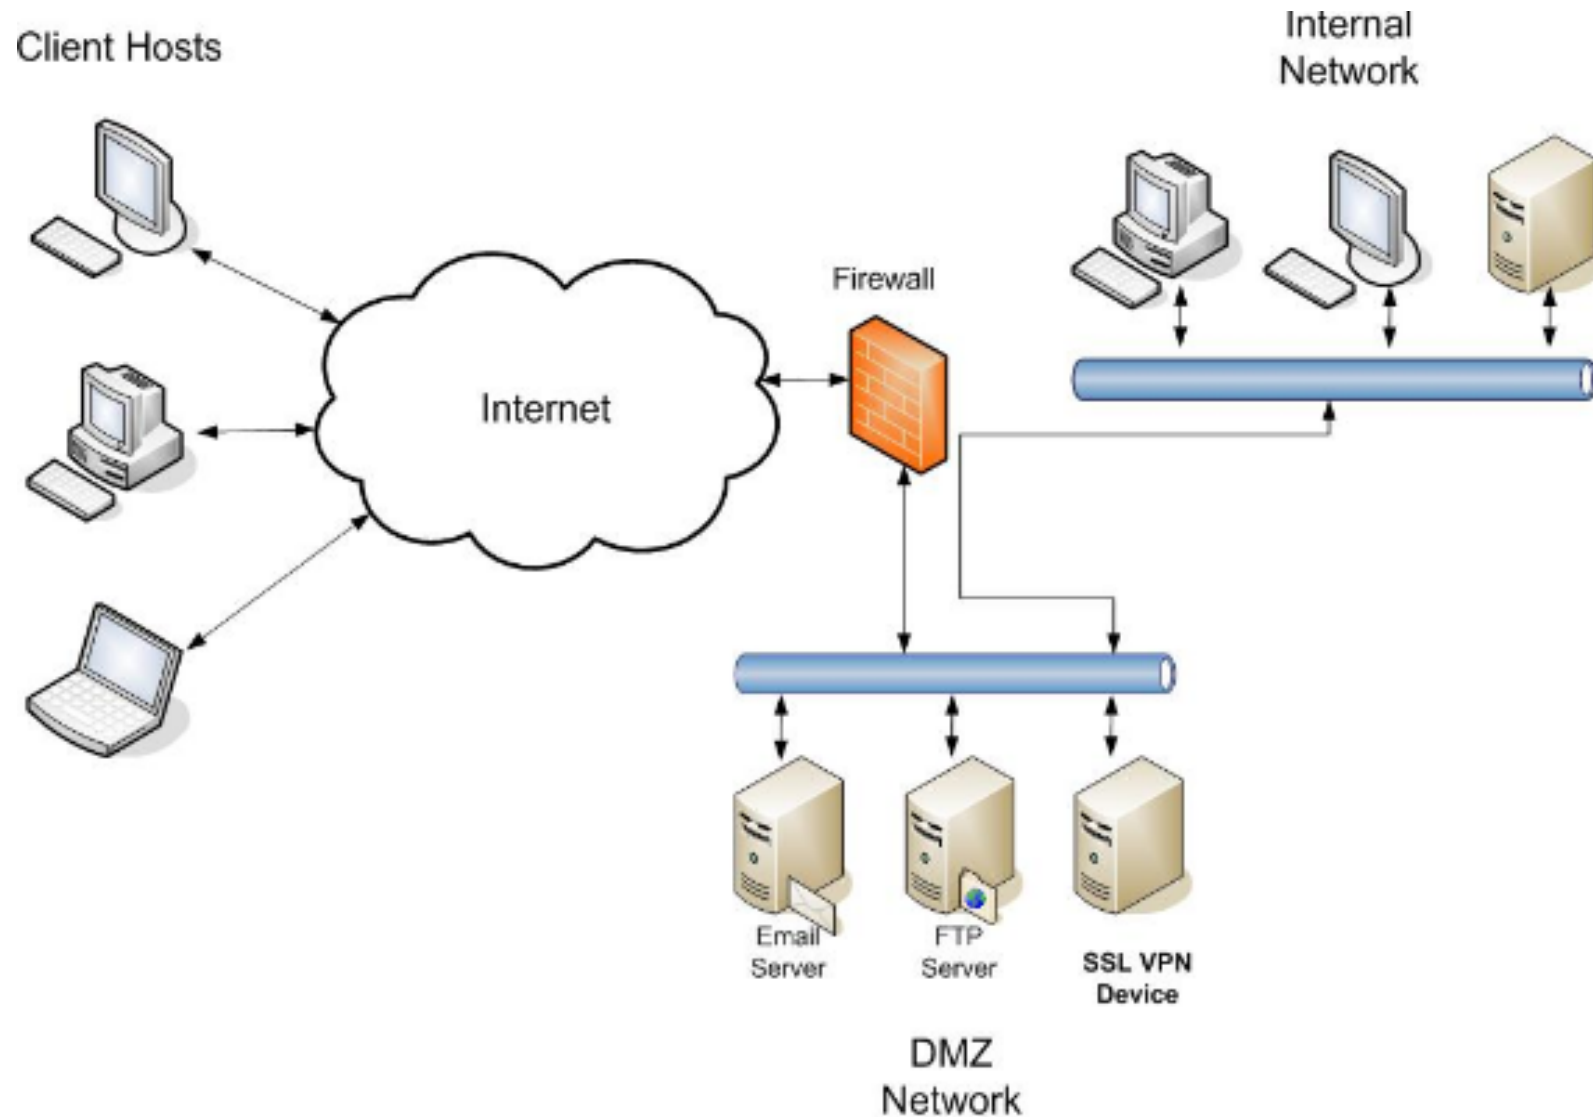 Client Hosts
Internal
Network
Firewall
Internet
Email
Server
FTP
Server
SSL VPN
Device
DMZ
Network